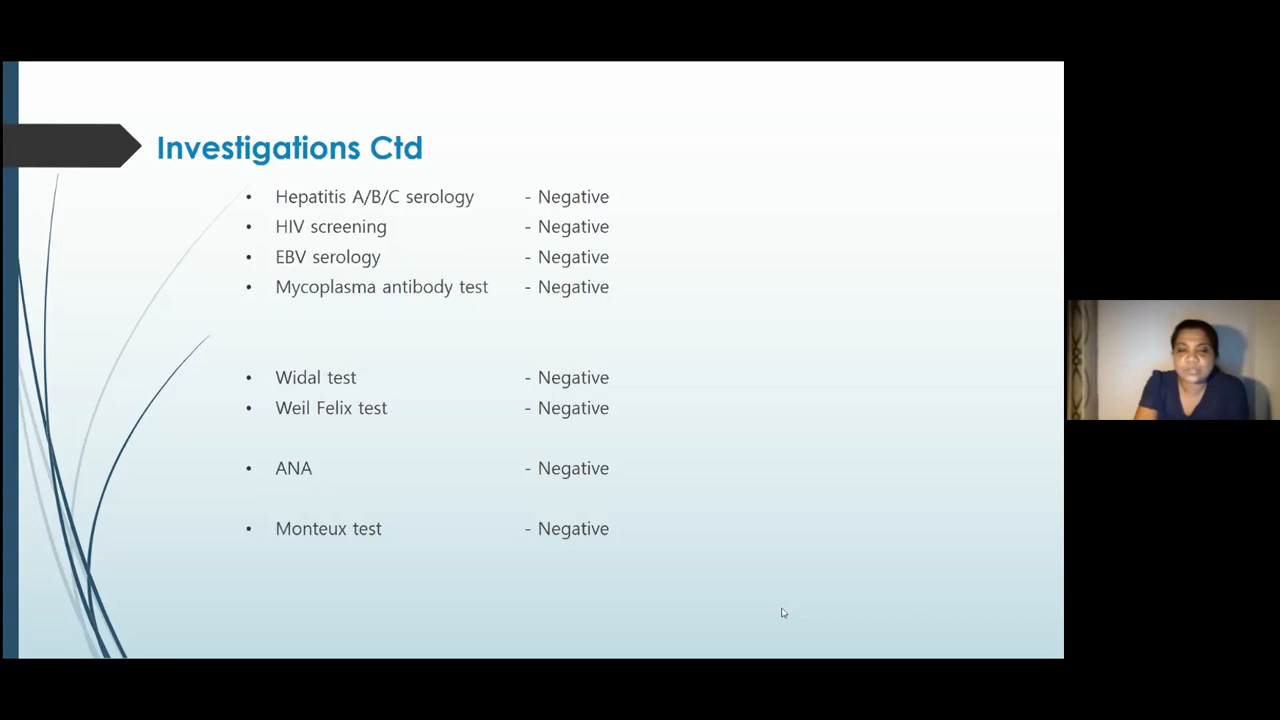 Investigations Ctd
• Hepatitis A/B/C serology - Negative
• HIV screening - Negative
• EBV serology - Negative
• Mycoplasma antibody test - Negative
• Widal test - Negative
• Weil Felix test - Negative
• ANA - Negative
• Monteux test - Negative